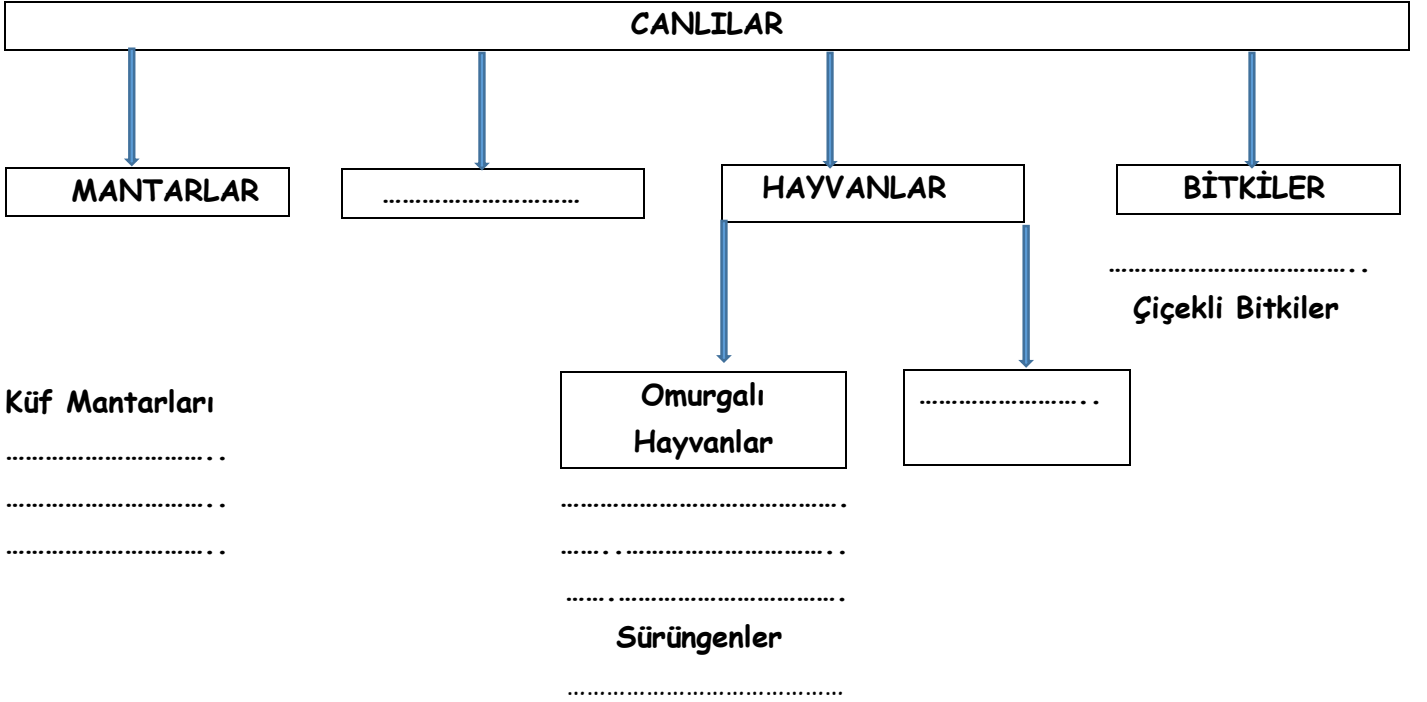 CANLILAR
MANTARLAR
…………………………
HAYVANLAR
BİTKİLER
………………………………..
Çiçekli Bitkiler
Küf Mantarları
…………………………..
…………………………..
…………………………..
Omurgalı
Hayvanlar
…………………………………….
……..…………………………..
…….…………………………….
Sürüngenler
……………………………………
……………………..